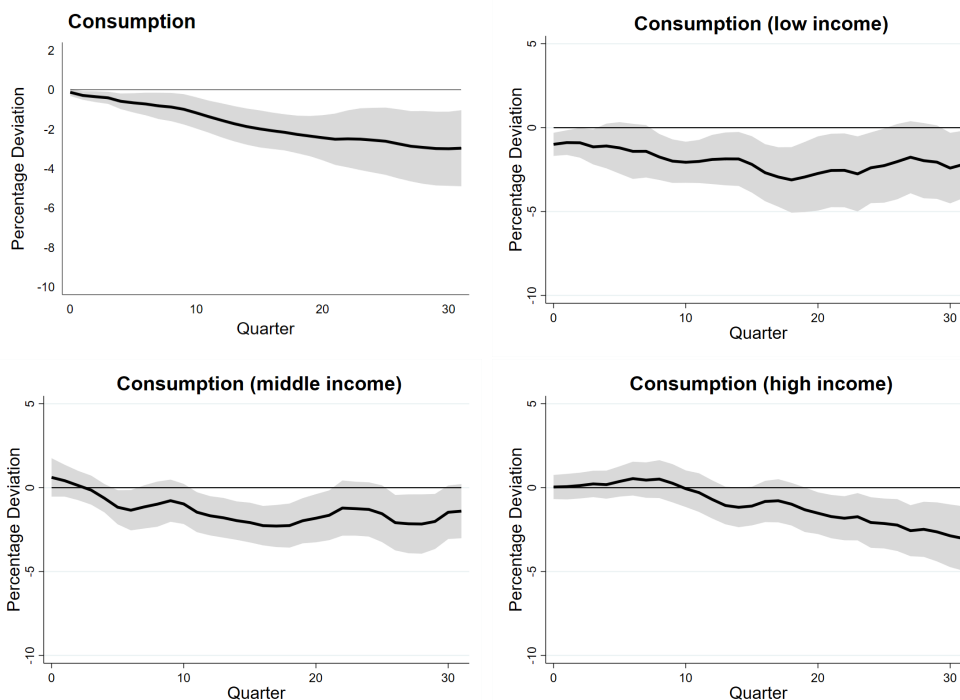 Consumption
Percentage Deviation
2
0
-2
-4
-6
-8
-10
0 10 20 30
Quarter
Consumption (low income)
Percentage Deviation
5
0
-5
-10
0 10 20 30
Quarter
Consumption (middle income)
Percentage Deviation
5
0
-5
-10
0 10 20 30
Quarter
Consumption (high income)
Percentage Deviation
5
0
-5
-10
0 10 20 30
Quarter